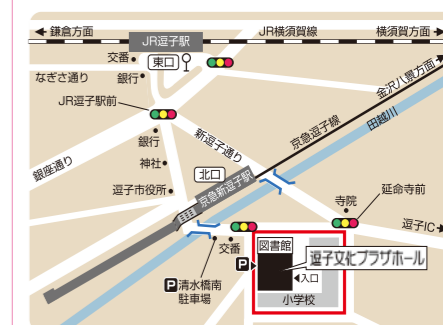 鎌倉方面
JR逗子駅
JR横須賀線
横須賀方面
交番
東口
金沢八景方面
なぎさ通り
銀行
JR逗子駅前
京急逗子線
田越川
新逗子通り
銀行
銀座通り
神社
北口
逗子市役所
京急新逗子駅
寺院
延命寺前
逗子IC
交番
図書館
P
逗子文化プラザホール
入口
P清水橋南
駐車場
小学校